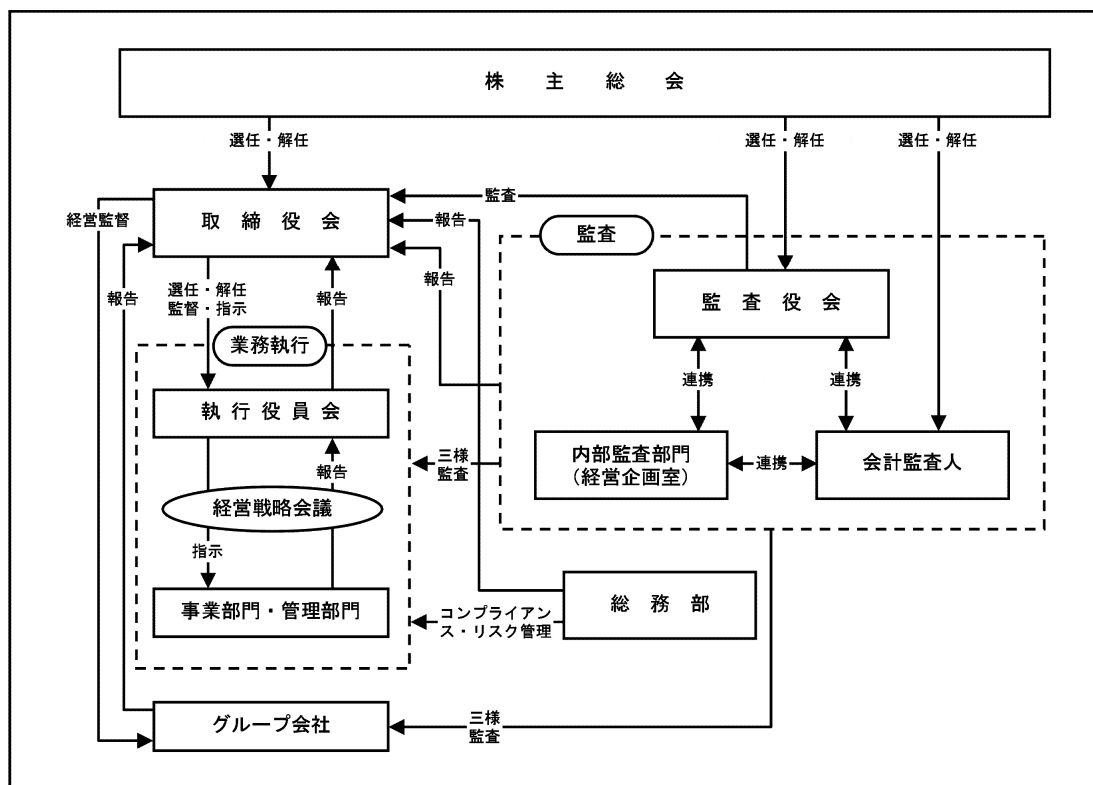 株主総会
選任・解任
選任・解任
選任・解任
監査
取締役会
経営監督
報告
監査
報告
報告
選任・解任
監督・指示
報告
監査役会
業務執行
連携
連携
執行役員会
三様
監査
報告
内部監査部門
（経営企画室）
連携
会計監査人
経営戦略会議
指示
事業部門・管理部門
コンプライアン
ス・リスク管理
総務部
グループ会社
三様
監査